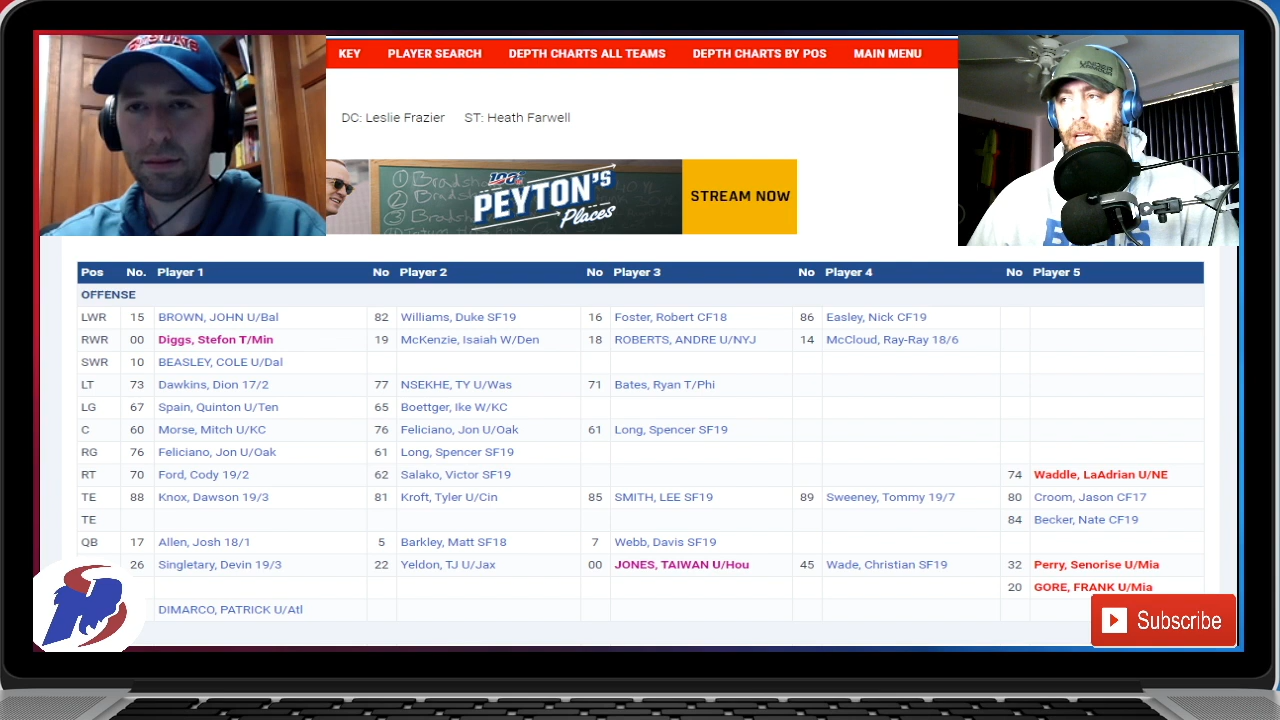 KEY PLAYER SEARCH DEPTH CHARTS ALL TEAMS DEPTH CHARTS BY POS MAIN MENU
DC: Leslie Frazier ST: Heath Farwell
100 PEYTON'S Places STREAM NOW
UNDER
Pos No. Player 1 No Player 2 No Player 3 No Player 4 No Player 5
OFFENSE
LWR 15 BROWN, JOHN U/Bal 82 Williams, Duke SF19 16 Foster, Robert CF18 86 Easley, Nick CF19
RWR 00 Diggs, Stefon T/Min 19 McKenzie, Isaiah W/Den 18 ROBERTS, ANDRE U/NYJ 14 McCloud, Ray-Ray 18/6
SWR 10 BEASLEY, COLE U/Dal
LT 73 Dawkins, Dion 17/2 77 NSEKHE, TY U/Was 71 Bates, Ryan T/Phi
LG 67 Spain, Quinton U/Ten 65 Boettger, Ike W/KC
C 60 Morse, Mitch U/KC 76 Feliciano, Jon U/Oak 61 Long, Spencer SF19
RG 76 Feliciano, Jon U/Oak 61 Long, Spencer SF19
RT 70 Ford, Cody 19/2 62 Salako, Victor SF19 74 Waddle, LaAdrian U/NE
TE 88 Knox, Dawson 19/3 81 Kroft, Tyler U/Cin 85 SMITH, LEE SF19 89 Sweeney, Tommy 19/7 80 Croom, Jason CF17
TE 84 Becker, Nate CF19
QB 17 Allen, Josh 18/1 5 Barkley, Matt SF18 7 Webb, Davis SF19
26 Singletary, Devin 19/3 22 Yeldon, TJ U/Jax 00 JONES, TAIWAN U/Hou 45 Wade, Christian SF19 32 Perry, Senorise U/Mia
20 GORE, FRANK U/Mia
DIMARCO, PATRICK U/Atl
Subscribe